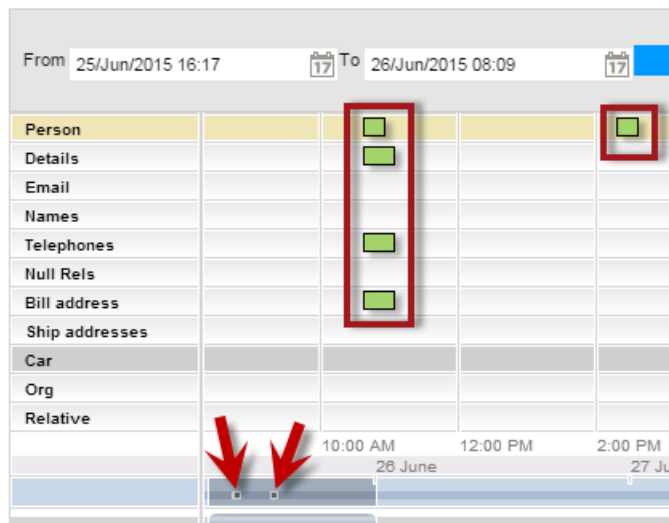 From 25/Jun/2015 16:17 17 To 26/Jun/2015 08:09 17
Person
Details
Email
Names
Telephones
Null Rels
Bill address
Ship addresses
Car
Org
Relative
10:00 AM 12:00 PM 2:00 PM
26 June 27